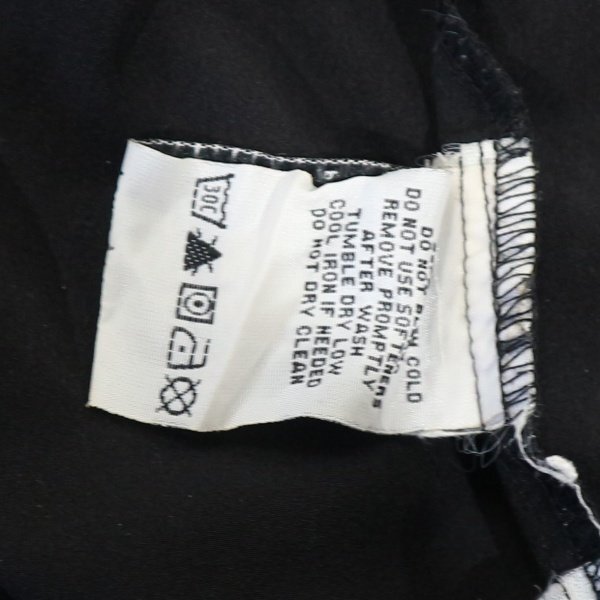 COLD
DO NOT
DO NOT USE SOFTENERS
REMOVE PROMPTLY
AFTER WASH
TUMBLE DRY LOW
COOL IRON IF NEEDED
DO NOT DRY CLEAN
30C